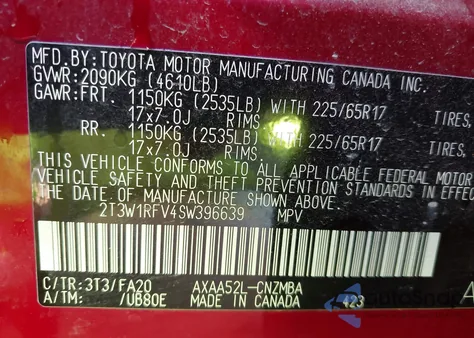 MFD.BY: TOYOTA MOTOR MANUFACTURING CANADA INC.
GVWR: 2090KG (4610LB)
GAWR: FRT. 1150KG (2535LB) WITH 225/65R17 TIRES,
17x7.0J RIMS,
RR. 1150KG (2535LB) WITH 225/65R17 TIRES,
17x7.0J RIMS,
THIS VEHICLE CONFORMS TO ALL APPLICABLE FEDERAL MOTOR
VEHICLE SAFETY AND THEFT PREVENTION STANDARDS IN EFFECT
DATE OF MANUFACTURE SHOWN ABOVE.
2T3W1RFV4SW396639 MPV
C/TR: 3T3/FA20 AXAA52L-CNZMBA A
A/TM: /UB80E MADE IN CANADA 423
AutoSnap